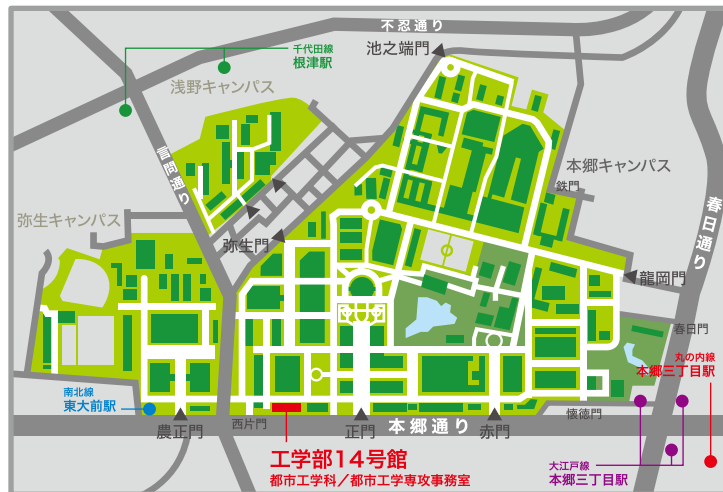 不忍通り
千代田線
根津駅
池之端門
浅野キャンパス
言問通り
本郷キャンパス
鉄門
春日通り
弥生キャンパス
弥生門
龍岡門
春日門
丸の内線
本郷三丁目駅
南北線
東大前駅
農正門
西片門
正門
本郷通り
赤門
懐徳門
工学部14号館
都市工学科／都市工学専攻事務室
大江戸線
本郷三丁目駅